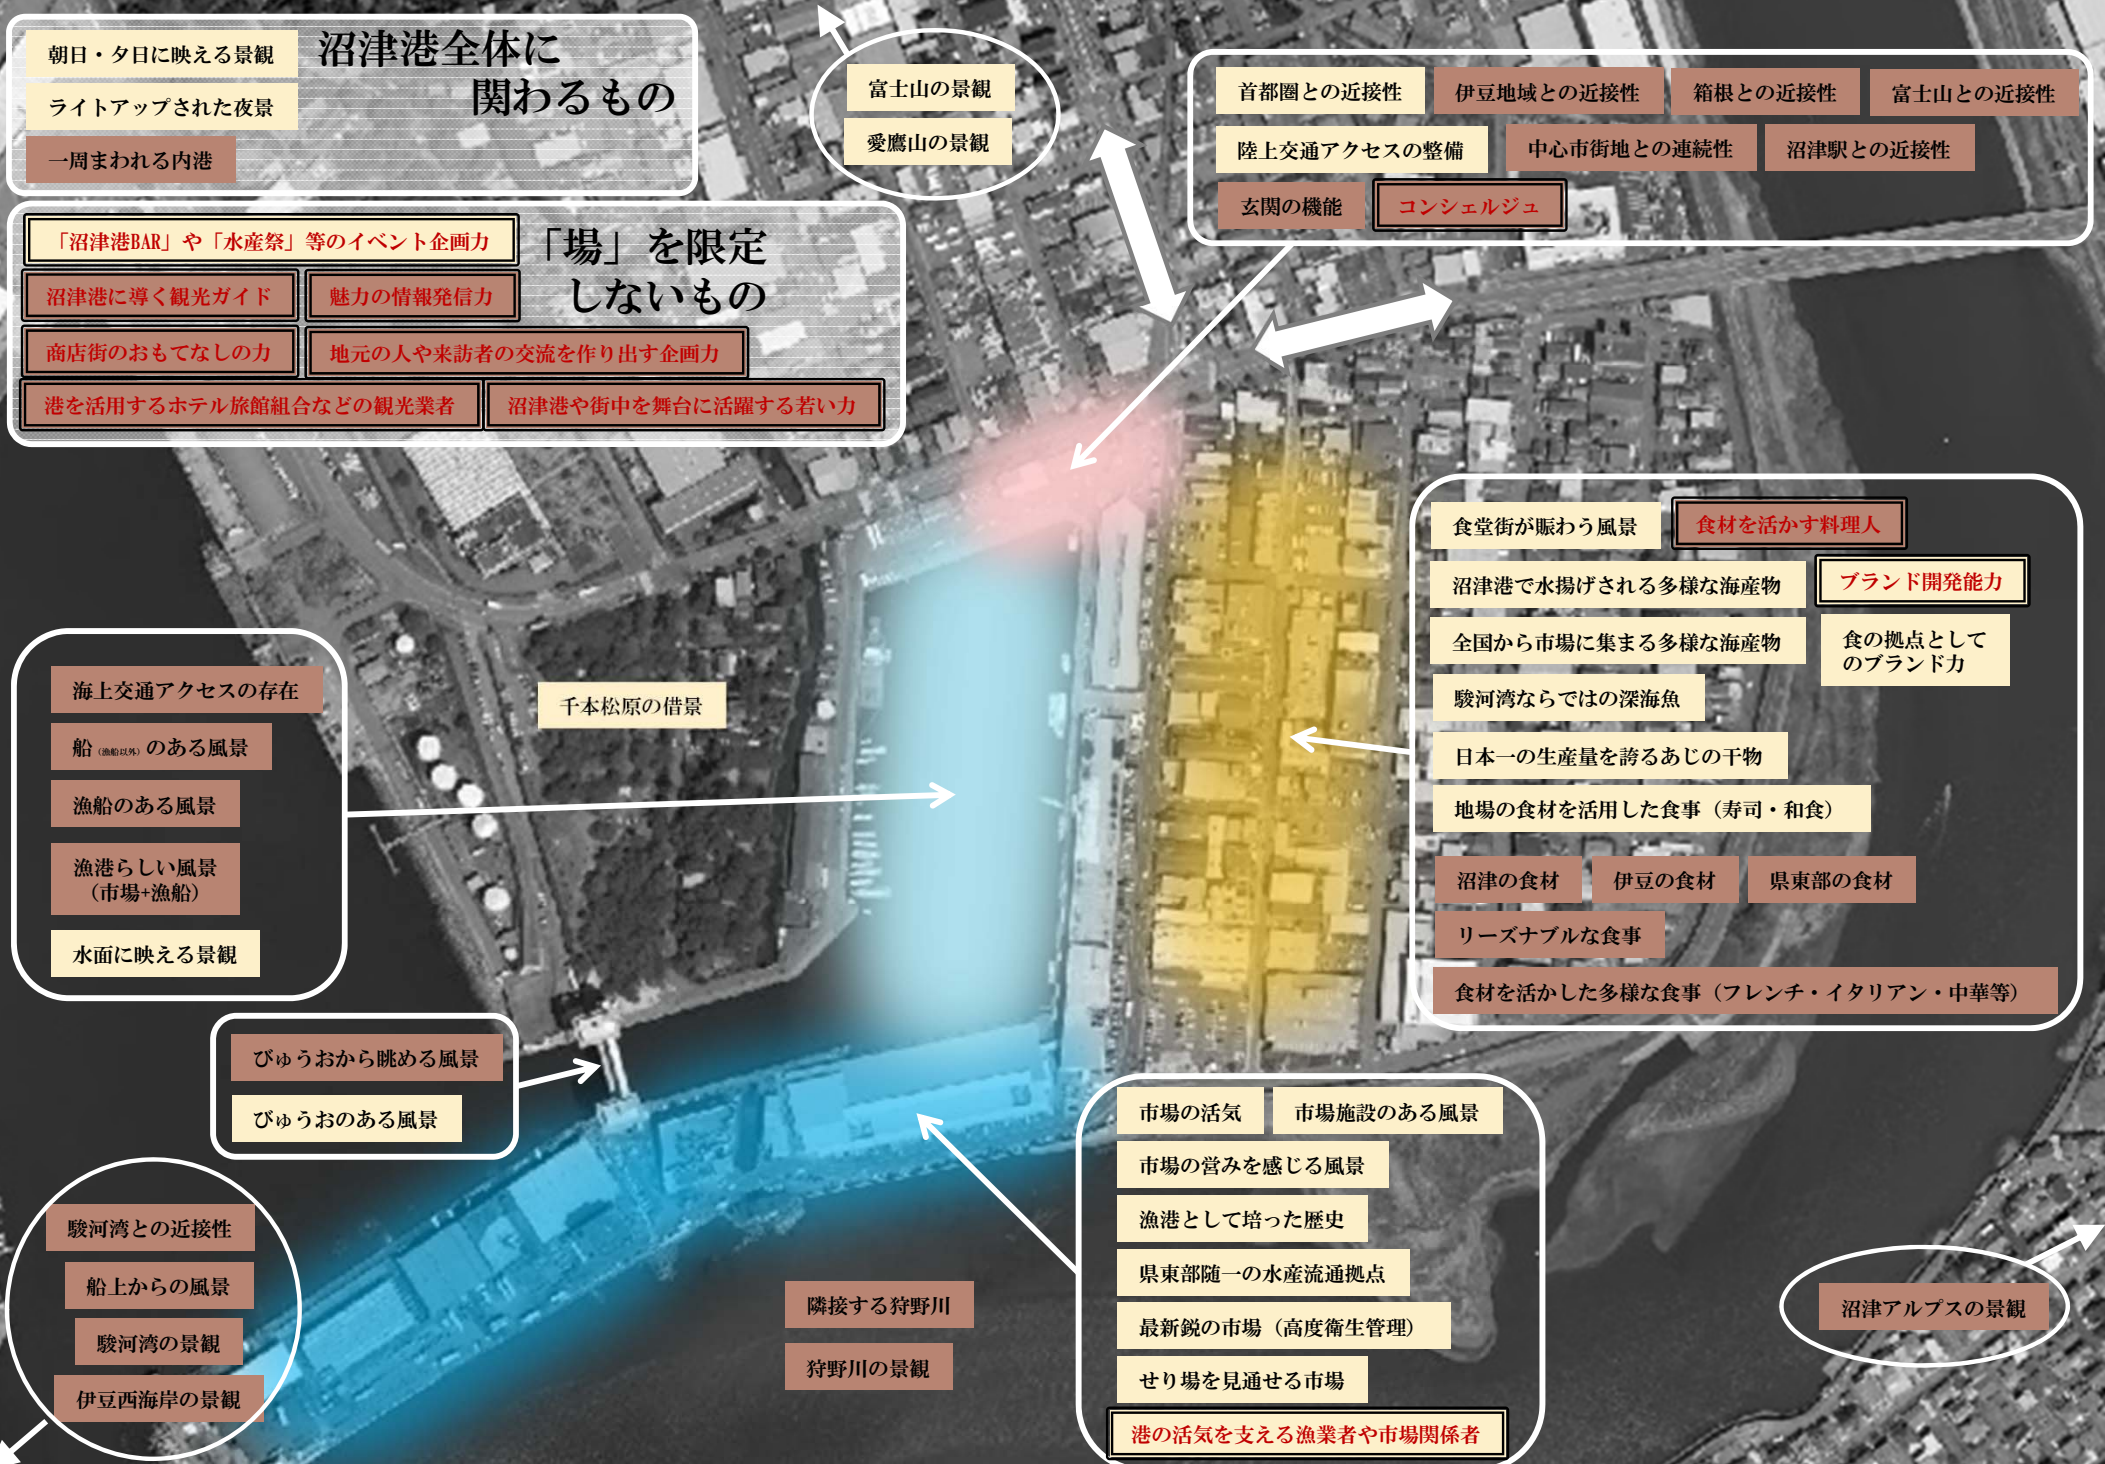 朝日・夕日に映える景観
ライトアップされた夜景
一周まわれる内港
沼津港全体に
関わるもの
富士山の景観
愛鷹山の景観
首都圏との近接性
伊豆地域との近接性
箱根との近接性
富士山との近接性
陸上交通アクセスの整備
中心市街地との連続性
沼津駅との近接性
玄関の機能
コンシェルジュ
「沼津港BAR」や「水産祭」等のイベント企画力
「場」を限定
しないもの
沼津港に導く観光ガイド
魅力の情報発信力
商店街のおもてなしの力
地元の人や来訪者の交流を作り出す企画力
港を活用するホテル旅館組合などの観光業者
沼津港や街中を舞台に活躍する若い力
食堂街が賑わう風景
食材を活かす料理人
沼津港で水揚げされる多様な海産物
ブランド開発能力
全国から市場に集まる多様な海産物
食の拠点として
のブランド力
駿河湾ならではの深海魚
日本一の生産量を誇るあじの干物
地場の食材を活用した食事（寿司・和食）
沼津の食材
伊豆の食材
県東部の食材
リーズナブルな食事
食材を活かした多様な食事（フレンチ・イタリアン・中華等）
海上交通アクセスの存在
船（漁船以外）のある風景
漁船のある風景
漁港らしい風景
（市場+漁船）
水面に映える景観
千本松原の借景
びゅうおから眺める風景
びゅうおのある風景
駿河湾との近接性
船上からの風景
駿河湾の景観
伊豆西海岸の景観
隣接する狩野川
狩野川の景観
市場の活気
市場施設のある風景
市場の営みを感じる風景
漁港として培った歴史
県東部随一の水産流通拠点
最新鋭の市場（高度衛生管理）
せり場を見通せる市場
港の活気を支える漁業者や市場関係者
沼津アルプスの景観